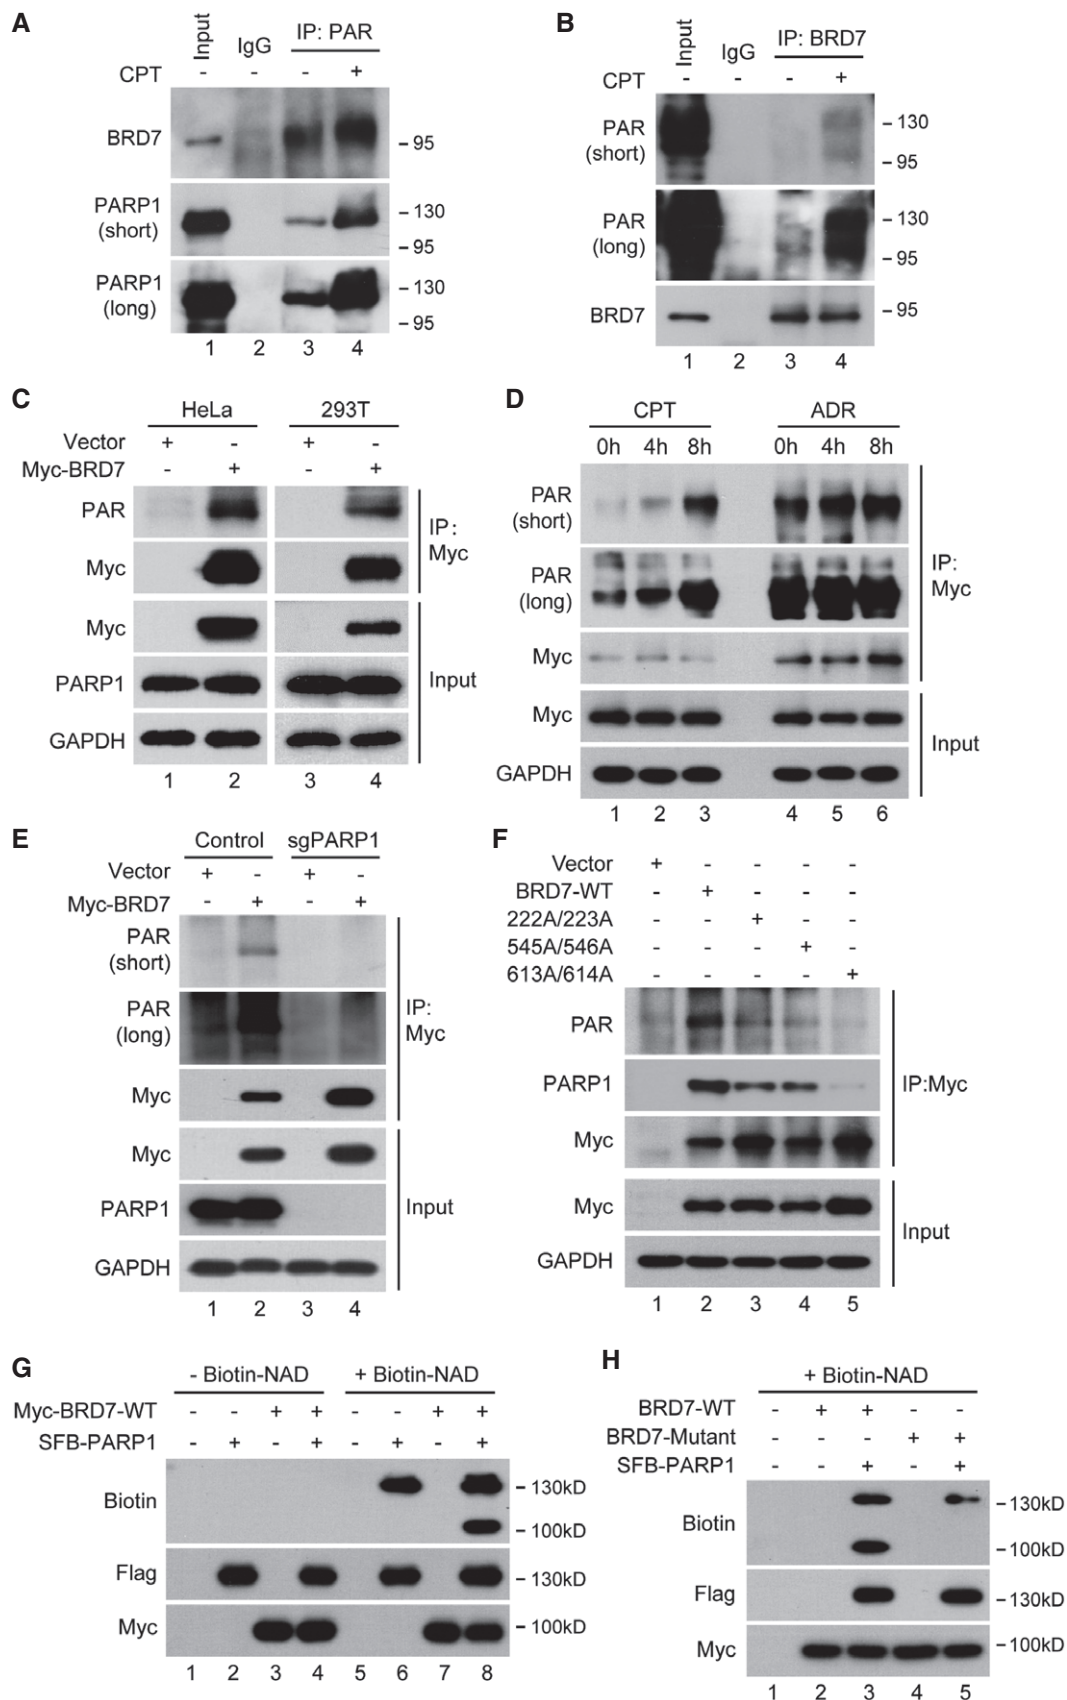 A
Input
IgG
IP: PAR
CPT - - - +
BRD7
- 95
PARP1
(short)
- 130
- 95
PARP1
(long)
- 130
- 95
1 2 3 4
B
Input
IgG
IP: BRD7
CPT - - - +
PAR
(short)
- 130
- 95
PAR
(long)
- 130
- 95
BRD7
- 95
1 2 3 4
C
HeLa 293T
Vector + - + -
Myc-BRD7 - + - +
PAR
Myc
IP:
Myc
Myc
PARP1
GAPDH
Input
1 2 3 4
D
CPT ADR
0h 4h 8h 0h 4h 8h
PAR
(short)
PAR
(long)
Myc
IP:
Myc
Myc
GAPDH
Input
1 2 3 4 5 6
E
Control sgPARP1
Vector + - + -
Myc-BRD7 - + - +
PAR
(short)
PAR
(long)
Myc
IP:
Myc
Myc
PARP1
GAPDH
Input
1 2 3 4
F
Vector + - - - -
BRD7-WT - + - - -
222A/223A - - + - -
545A/546A - - - + -
613A/614A - - - - +
PAR
PARP1
Myc
IP:Myc
Myc
GAPDH
Input
1 2 3 4 5
G
- Biotin-NAD + Biotin-NAD
Myc-BRD7-WT - - + + - - + +
SFB-PARP1 - + - + - + - +
Biotin
- 130kD
- 100kD
Flag
- 130kD
Myc
- 100kD
1 2 3 4 5 6 7 8
H
+ Biotin-NAD
BRD7-WT - + + - -
BRD7-Mutant - - - + +
SFB-PARP1 - - + - +
Biotin
- 130kD
- 100kD
Flag
- 130kD
Myc
- 100kD
1 2 3 4 5